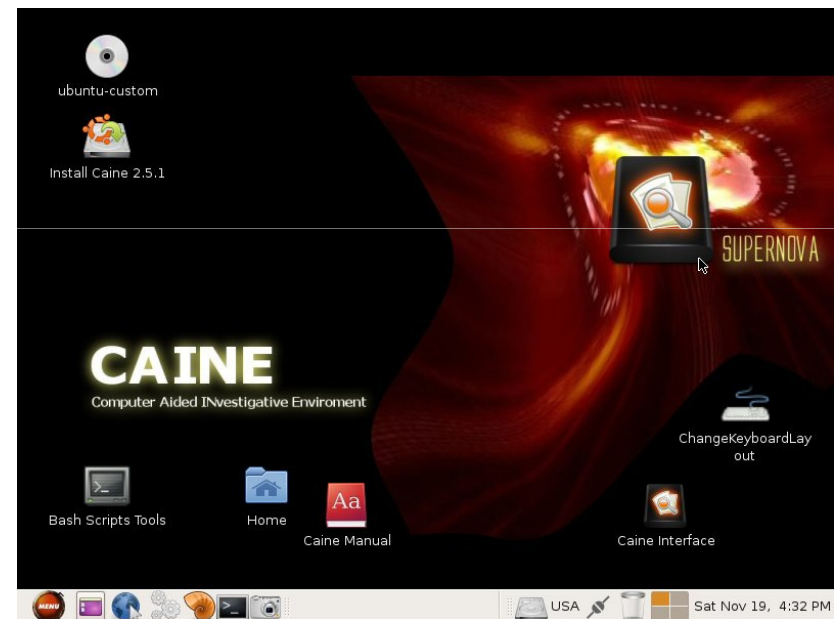 ubuntu-custom
Install Caine 2.5.1
SUPERNOVA
CAINE
Computer Aided INvestigative Enviroment
ChangeKeyboardLay
out
Bash Scripts Tools
Home
Aa
Caine Manual
Caine Interface
MENU
USA
Sat Nov 19, 4:32 PM